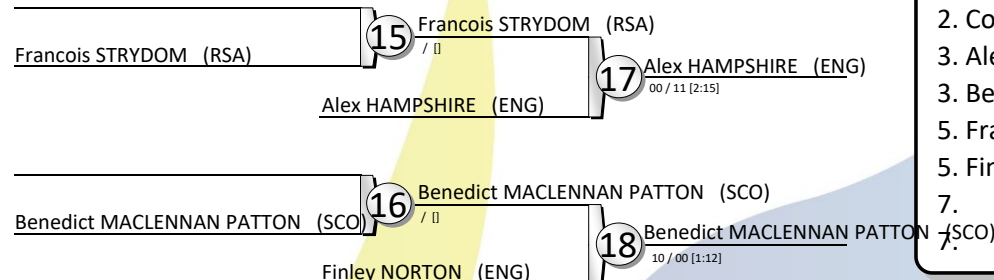 Francois STRYDOM (RSA)
15
Francois STRYDOM (RSA)
/ []
Alex HAMPSHIRE (ENG)
17
Alex HAMPSHIRE (ENG)
00 / 11 [2:15]
Benedict MACLENNAN PATTON (SCO)
16
Benedict MACLENNAN PATTON (SCO)
/ []
Finley NORTON (ENG)
18
Benedict MACLENNAN PATTON (SCO)
10 / 00 [1:12]
2. Co
3. Ale
3. Be
5. Fra
5. Fin
7.
7.